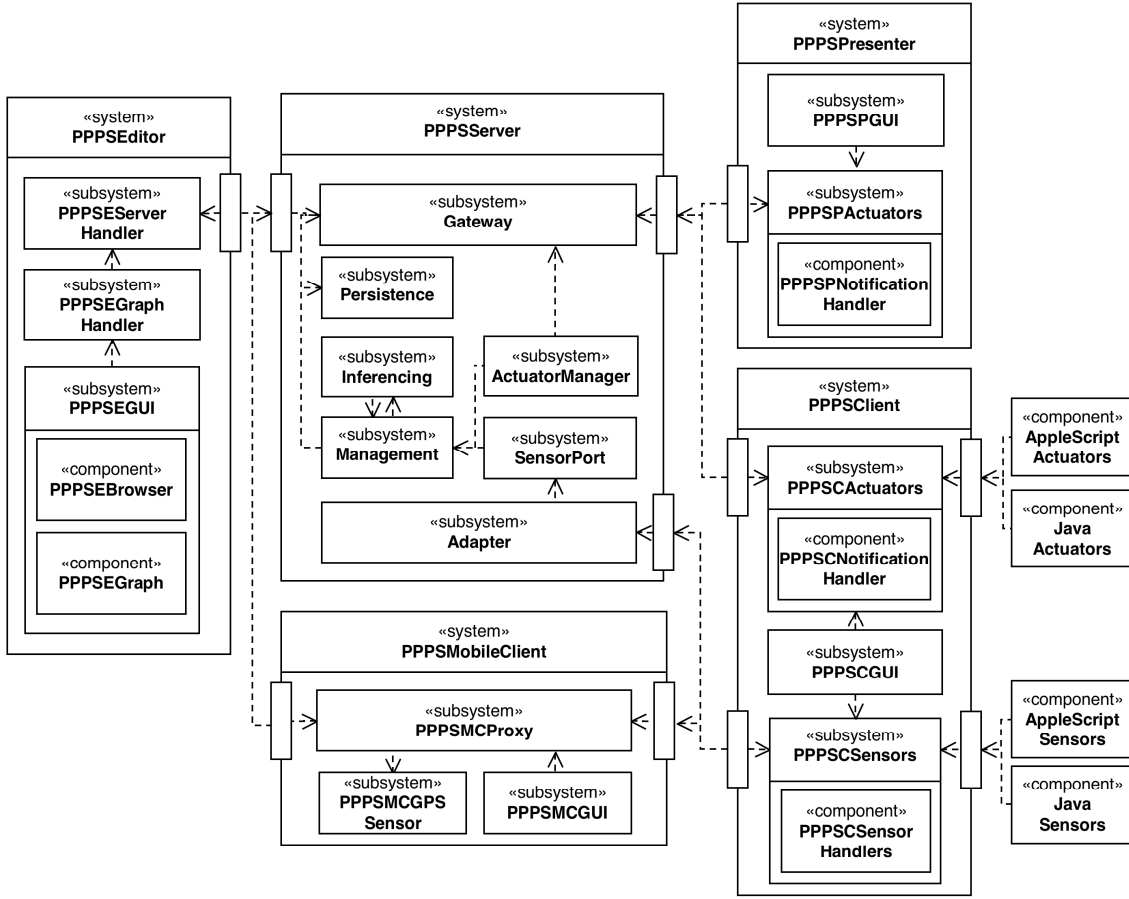 «system»
PPPSEditor
«subsystem»
PPPSEServer
Handler
«subsystem»
PPPSEGraph
Handler
«subsystem»
PPPSEGUI
«component»
PPPSEBrowser
«component»
PPPSEGraph
«system»
PPPSServer
«subsystem»
Gateway
«subsystem»
Persistence
«subsystem»
Inferencing
«subsystem»
ActuatorManager
«subsystem»
Management
«subsystem»
SensorPort
«subsystem»
Adapter
«system»
PPPSMobileClient
«subsystem»
PPPSMCProxy
«subsystem»
PPPSMCGPS
Sensor
«subsystem»
PPPSMCGUI
«system»
PPPSPresenter
«subsystem»
PPPSPGUI
«subsystem»
PPPSPActuators
«component»
PPPSPNotification
Handler
«system»
PPPSClient
«subsystem»
PPPSCActuators
«component»
PPPSCNotification
Handler
«subsystem»
PPPSCGUI
«subsystem»
PPPSCSensors
«component»
PPPSCSensor
Handlers
«component»
AppleScript
Actuators
«component»
Java
Actuators
«component»
AppleScript
Sensors
«component»
Java
Sensors